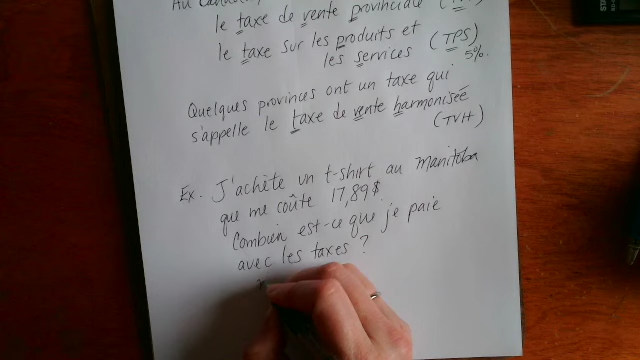 Au Canada
le taxe de vente provinciale
le taxe sur les produits et
les services (TPS)
5%.
Quelques provinces ont un taxe qui
s'appelle le taxe de vente harmonisée
(TVH)
Ex. J'achète un t-shirt au manitoba
que me coûte 17,89$
Combien est-ce que je paie
avec les taxes ?